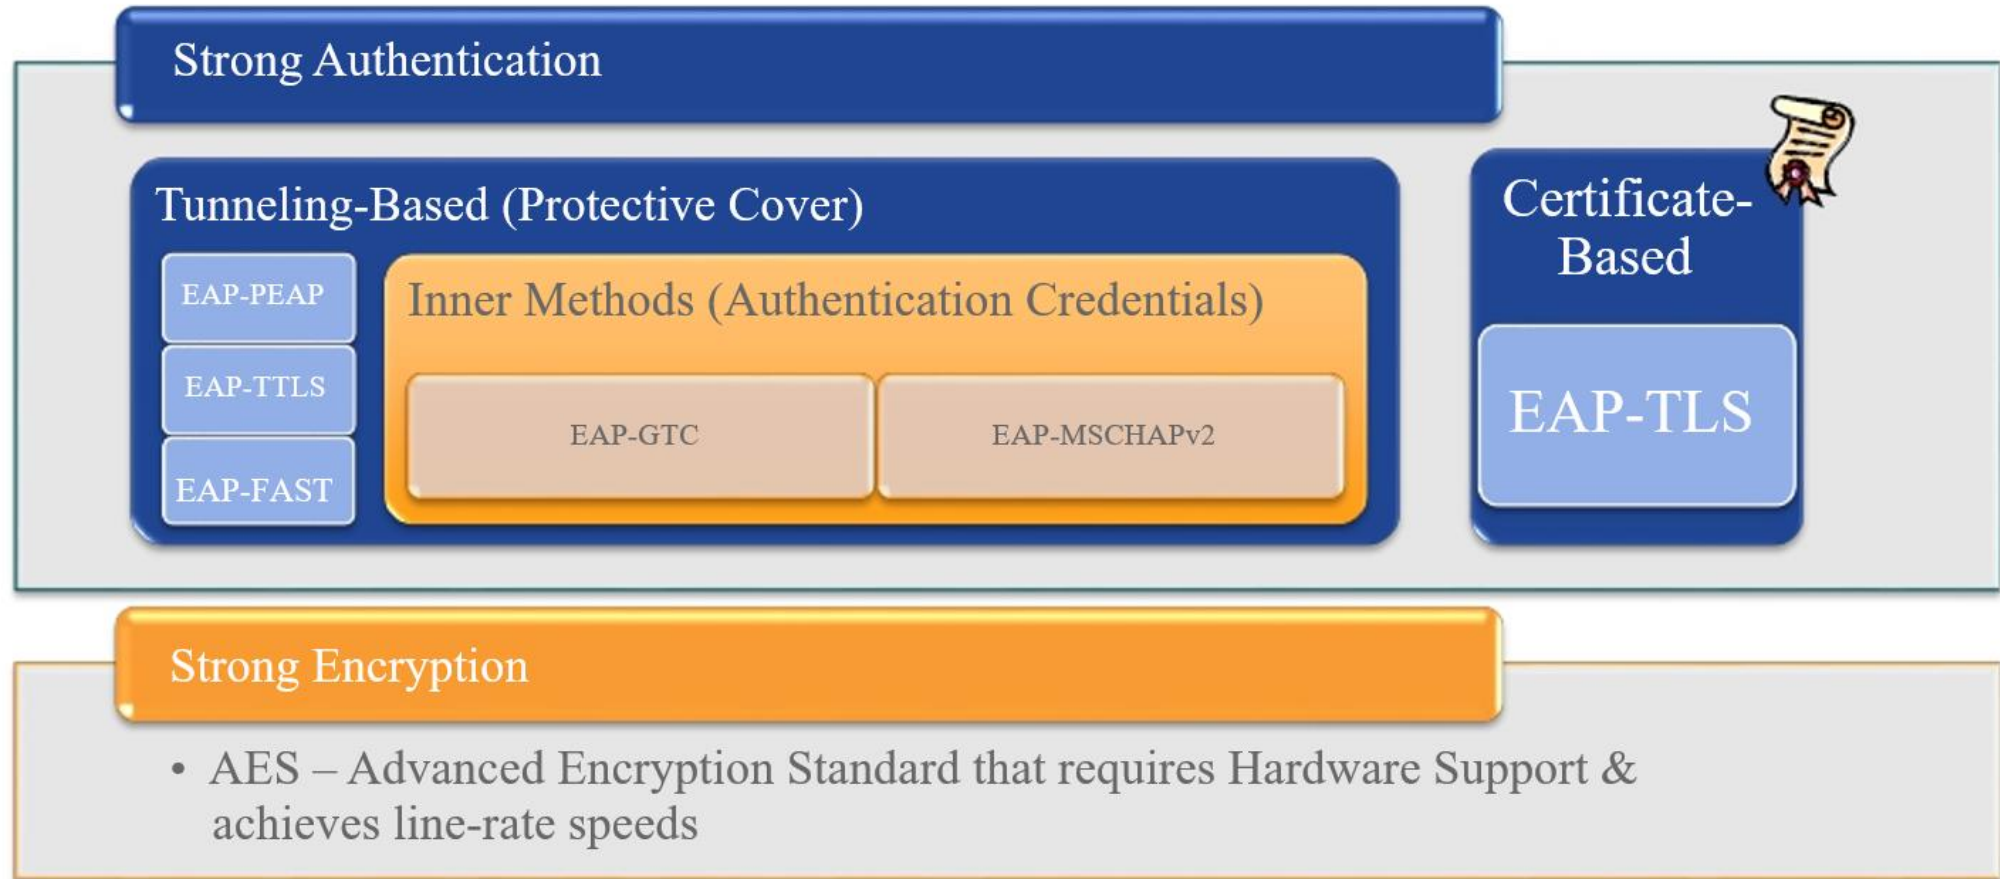 Strong Authentication
Tunneling-Based (Protective Cover)
EAP-PEAP
EAP-TTLS
EAP-FAST
Inner Methods (Authentication Credentials)
EAP-GTC
EAP-MSCHAPv2
Certificate-
Based
EAP-TLS
Strong Encryption
• AES – Advanced Encryption Standard that requires Hardware Support &
achieves line-rate speeds